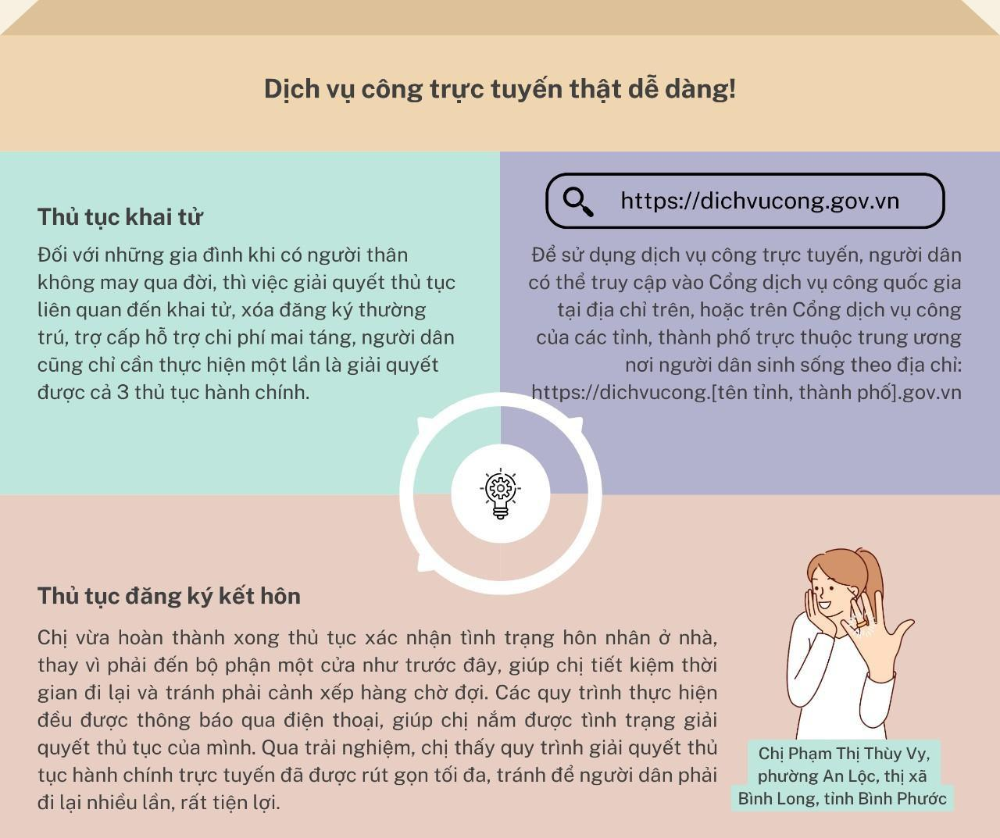 Dịch vụ công trực tuyến thật dễ dàng!
Thủ tục khai tử
Đối với những gia đình khi có người thân
không may qua đời, thì việc giải quyết thủ tục
liên quan đến khai tử, xóa đăng ký thường
trú, trợ cấp hỗ trợ chi phí mai táng, người dân
cũng chỉ cần thực hiện một lần là giải quyết
được cả 3 thủ tục hành chính.
https://dichvucong.gov.vn
Để sử dụng dịch vụ công trực tuyến, người dân
có thể truy cập vào Cổng dịch vụ công quốc gia
tại địa chỉ trên, hoặc trên Cổng dịch vụ công
của các tỉnh, thành phố trực thuộc trung ương
nơi người dân sinh sống theo địa chỉ:
https://dichvucong.[tên tỉnh, thành phố].gov.vn
Thủ tục đăng ký kết hôn
Chị vừa hoàn thành xong thủ tục xác nhận tình trạng hôn nhân ở nhà,
thay vì phải đến bộ phận một cửa như trước đây, giúp chị tiết kiệm thời
gian đi lại và tránh phải cảnh xếp hàng chờ đợi. Các quy trình thực hiện
đều được thông báo qua điện thoại, giúp chị nắm được tình trạng giải
quyết thủ tục của mình. Qua trải nghiệm, chị thấy quy trình giải quyết thủ
tục hành chính trực tuyến đã được rút gọn tối đa, tránh để người dân phải
đi lại nhiều lần, rất tiện lợi.
Chị Phạm Thị Thùy Vy,
phường An Lộc, thị xã
Bình Long, tỉnh Bình Phước